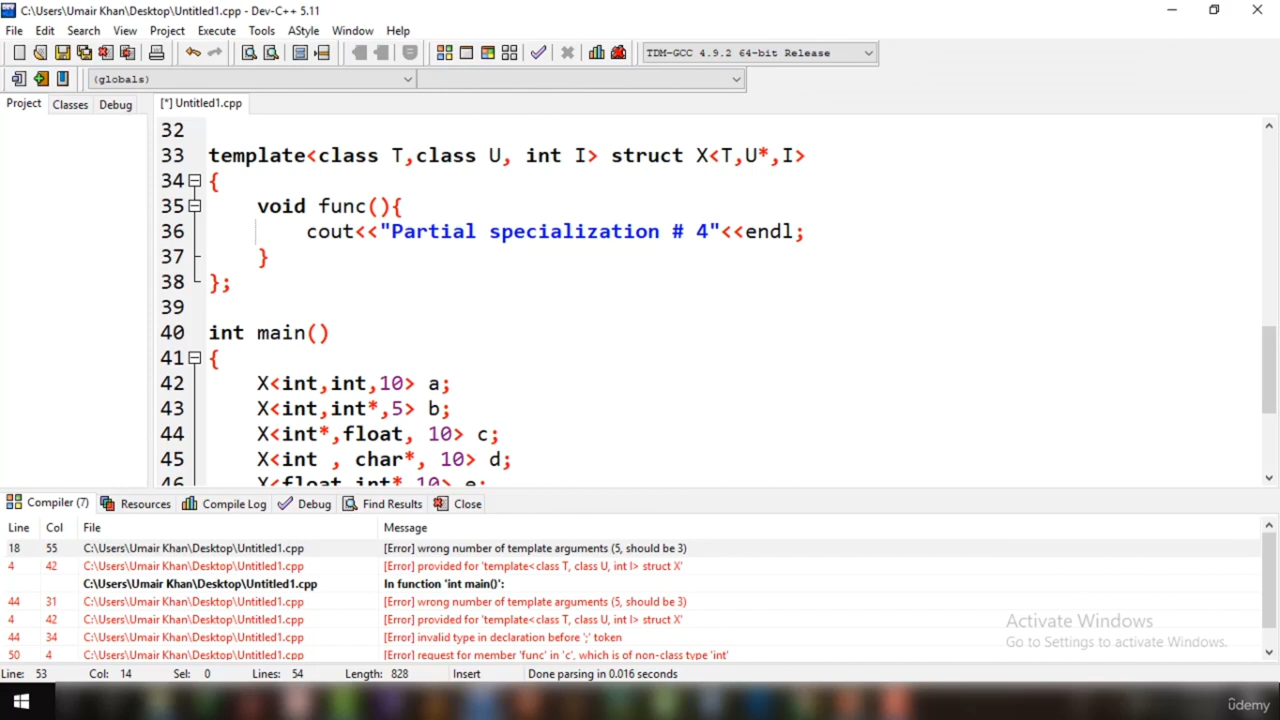 C:\Users\Umair Khan\Desktop\Untitled1.cpp - Dev-C++ 5.11
File Edit Search View Project Execute Tools AStyle Window Help
TDM-GCC 4.9.2 64-bit Release
(globals)
Project Classes Debug [*] Untitled1.cpp
32
33 template<class T,class U, int I> struct X<T,U*,I>
34 {
35 void func(){
36 cout<<"Partial specialization # 4"<<endl;
37 }
38 };
39
40 int main()
41 {
42 X<int,int,10> a;
43 X<int,int*,5> b;
44 X<int*,float, 10> c;
45 X<int , char*, 10> d;
46 X<float,int*,10> e;
Compiler (7) Resources Compile Log Debug Find Results Close
Line Col File Message
18 55 C:\Users\Umair Khan\Desktop\Untitled1.cpp [Error] wrong number of template arguments (5, should be 3)
4 42 C:\Users\Umair Khan\Desktop\Untitled1.cpp [Error] provided for 'template<class T, class U, int I> struct X'
C:\Users\Umair Khan\Desktop\Untitled1.cpp In function 'int main()':
44 31 C:\Users\Umair Khan\Desktop\Untitled1.cpp [Error] wrong number of template arguments (5, should be 3)
4 42 C:\Users\Umair Khan\Desktop\Untitled1.cpp [Error] provided for 'template<class T, class U, int I> struct X'
44 34 C:\Users\Umair Khan\Desktop\Untitled1.cpp [Error] invalid type in declaration before ';' token
50 4 C:\Users\Umair Khan\Desktop\Untitled1.cpp [Error] request for member 'func' in 'c', which is of non-class type 'int'
Activate Windows
Go to Settings to activate Windows.
Line: 53 Col: 14 Sel: 0 Lines: 54 Length: 828 Insert Done parsing in 0.016 seconds
ûdemy